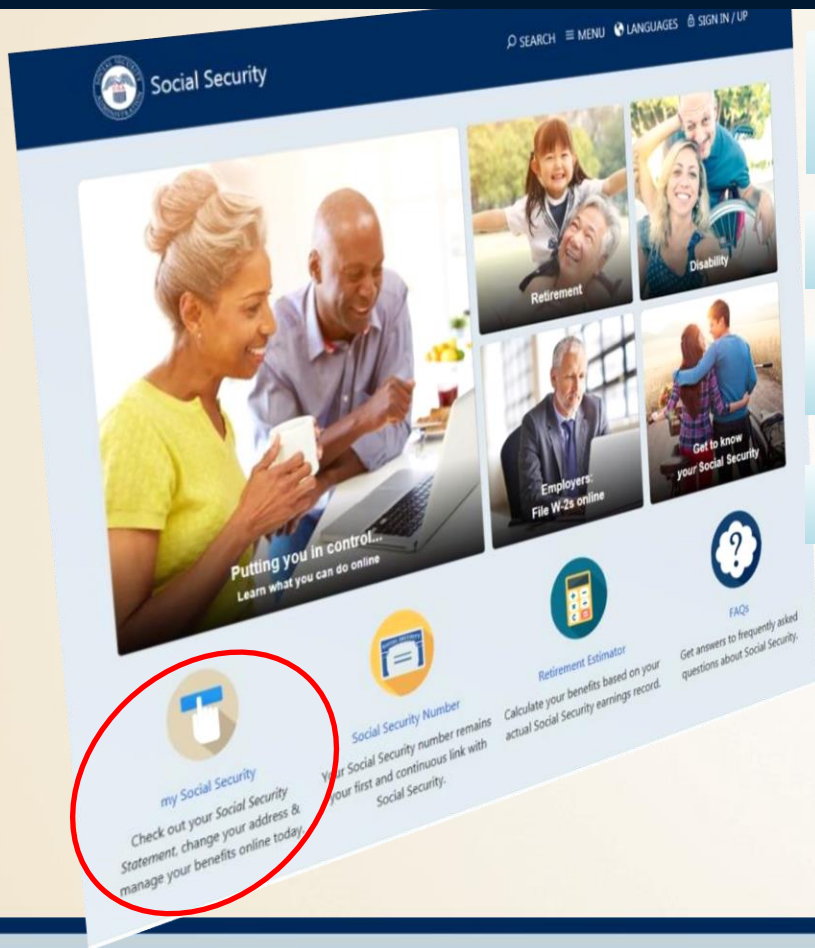 Social Security
SEARCH MENU LANGUAGES SIGN IN / UP
Putting you in control...
Learn what you can do online
Retirement
Disability
Employers:
File W-2s online
Get to know
your Social Security
my Social Security
Check out your Social Security
Statement, change your address &
manage your benefits online today.
Social Security Number
Your Social Security number remains
your first and continuous link with
Social Security.
Retirement Estimator
Calculate your benefits based on your
actual Social Security earnings record.
FAQs
Get answers to frequently asked
questions about Social Security.